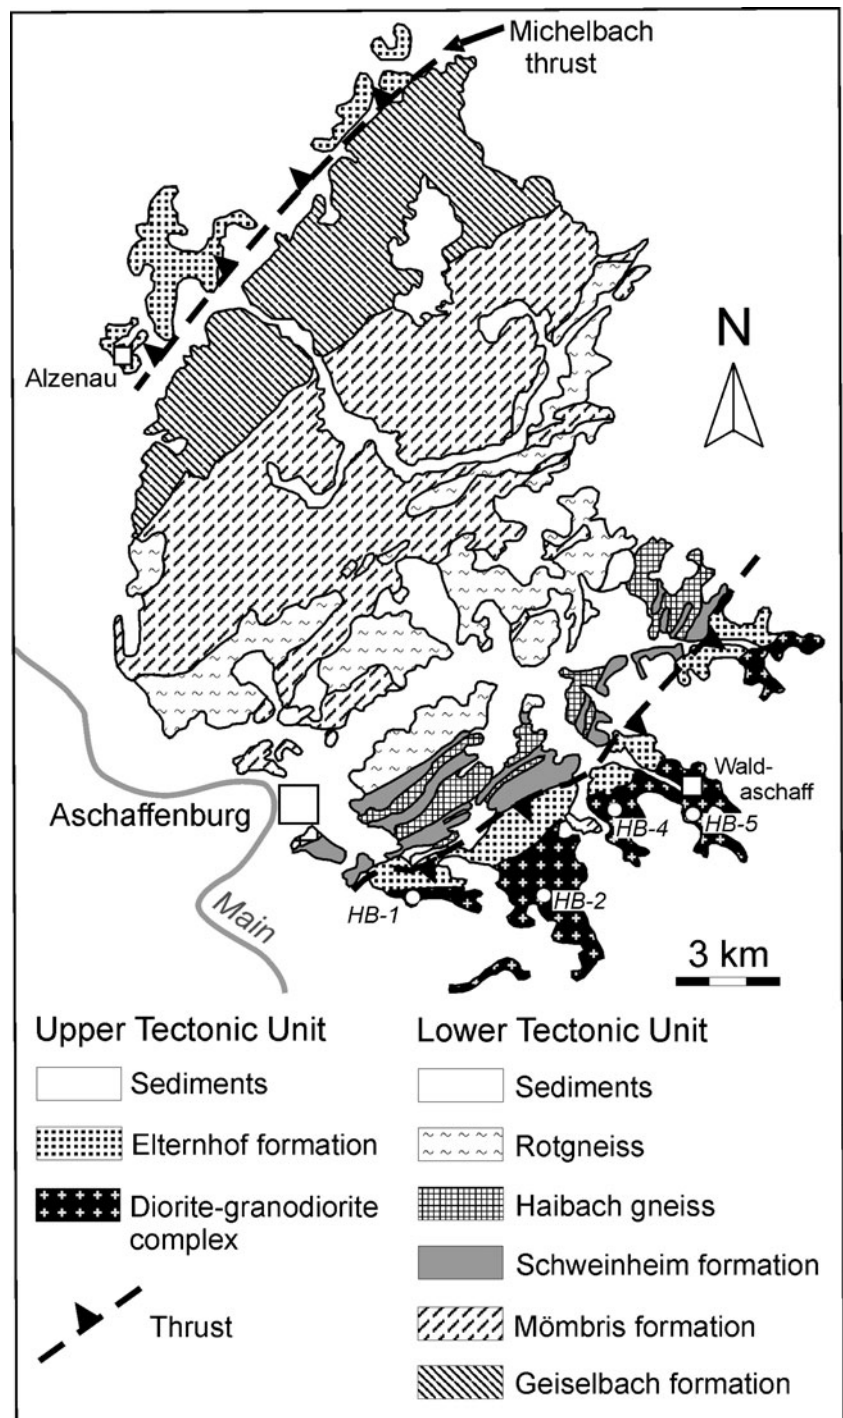 Michelbach
thrust
N
Alzenau
Wald-
aschaff
Aschaffenburg
HB-4
HB-5
HB-1
HB-2
Main
3 km
Upper Tectonic Unit
Sediments
Elternhof formation
Diorite-granodiorite
complex
Thrust
Lower Tectonic Unit
Sediments
Rotgneiss
Haibach gneiss
Schweinheim formation
Mömbris formation
Geiselbach formation